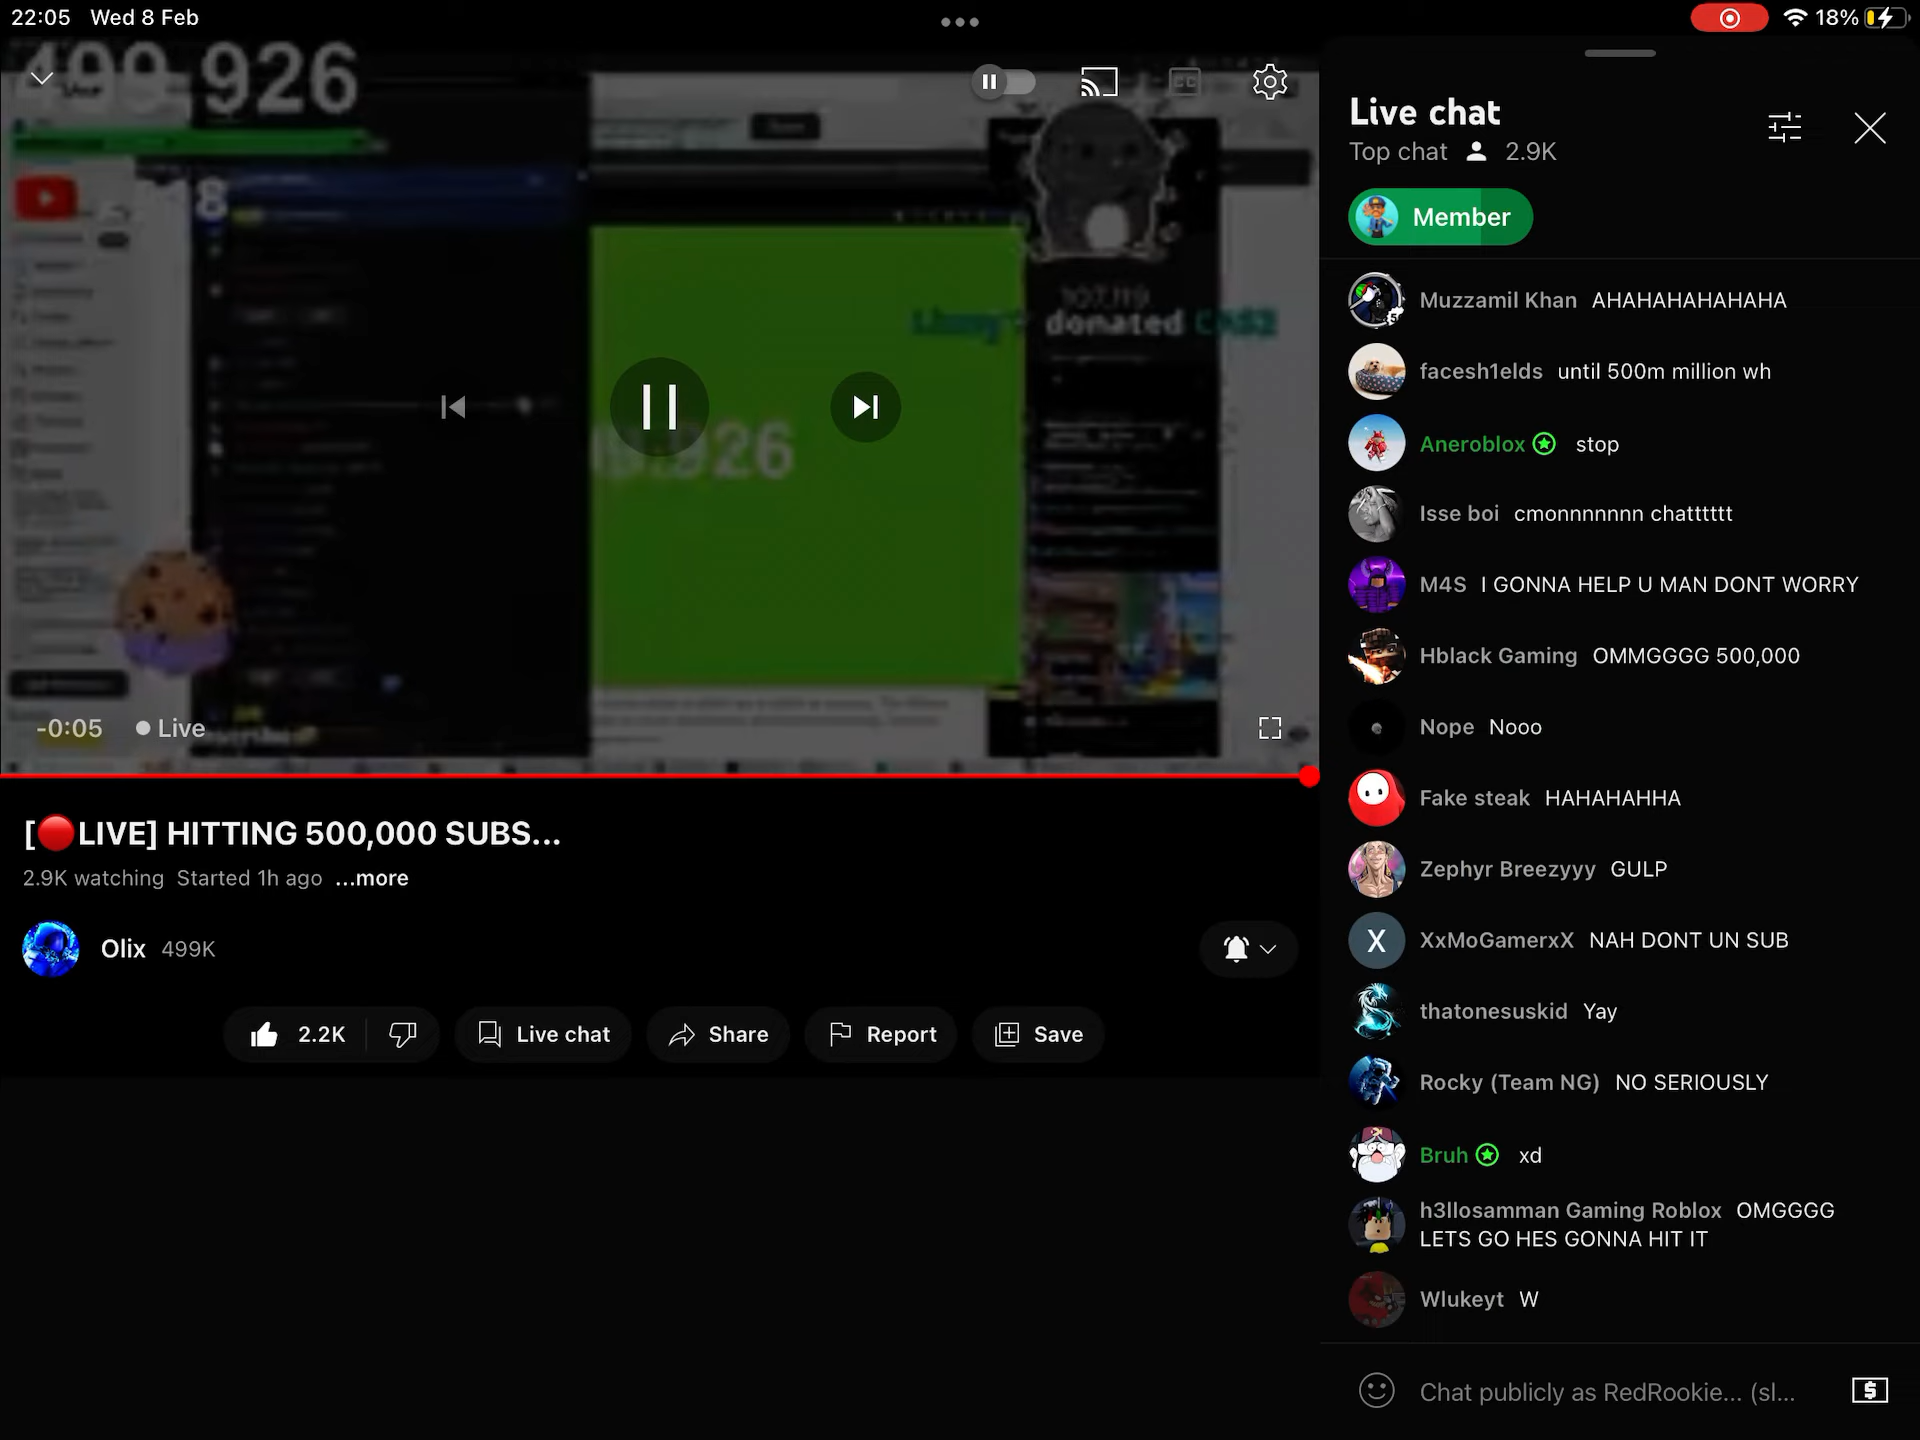 22:05 Wed 8 Feb
18%
499,926
8
donated
-0:05 Live
[🔴LIVE] HITTING 500,000 SUBS...
2.9K watching Started 1h ago ...more
Olix 499K
2.2K Live chat Share Report Save
Live chat
Top chat 2.9K
Member
Muzzamil Khan AHAHAHAHAHAHA
facesh1elds until 500m million wh
Aneroblox stop
Isse boi cmonnnnnnn chatttttt
M4S I GONNA HELP U MAN DONT WORRY
Hblack Gaming OMMGGGG 500,000
Nope Nooo
Fake steak HAHAHAHHA
Zephyr Breezyyy GULP
X XxMoGamerxX NAH DONT UN SUB
thatonesuskid Yay
Rocky (Team NG) NO SERIOUSLY
Bruh xd
h3llosamman Gaming Roblox OMGGGG
LETS GO HES GONNA HIT IT
Wlukeyt W
Chat publicly as RedRookie... (sl...